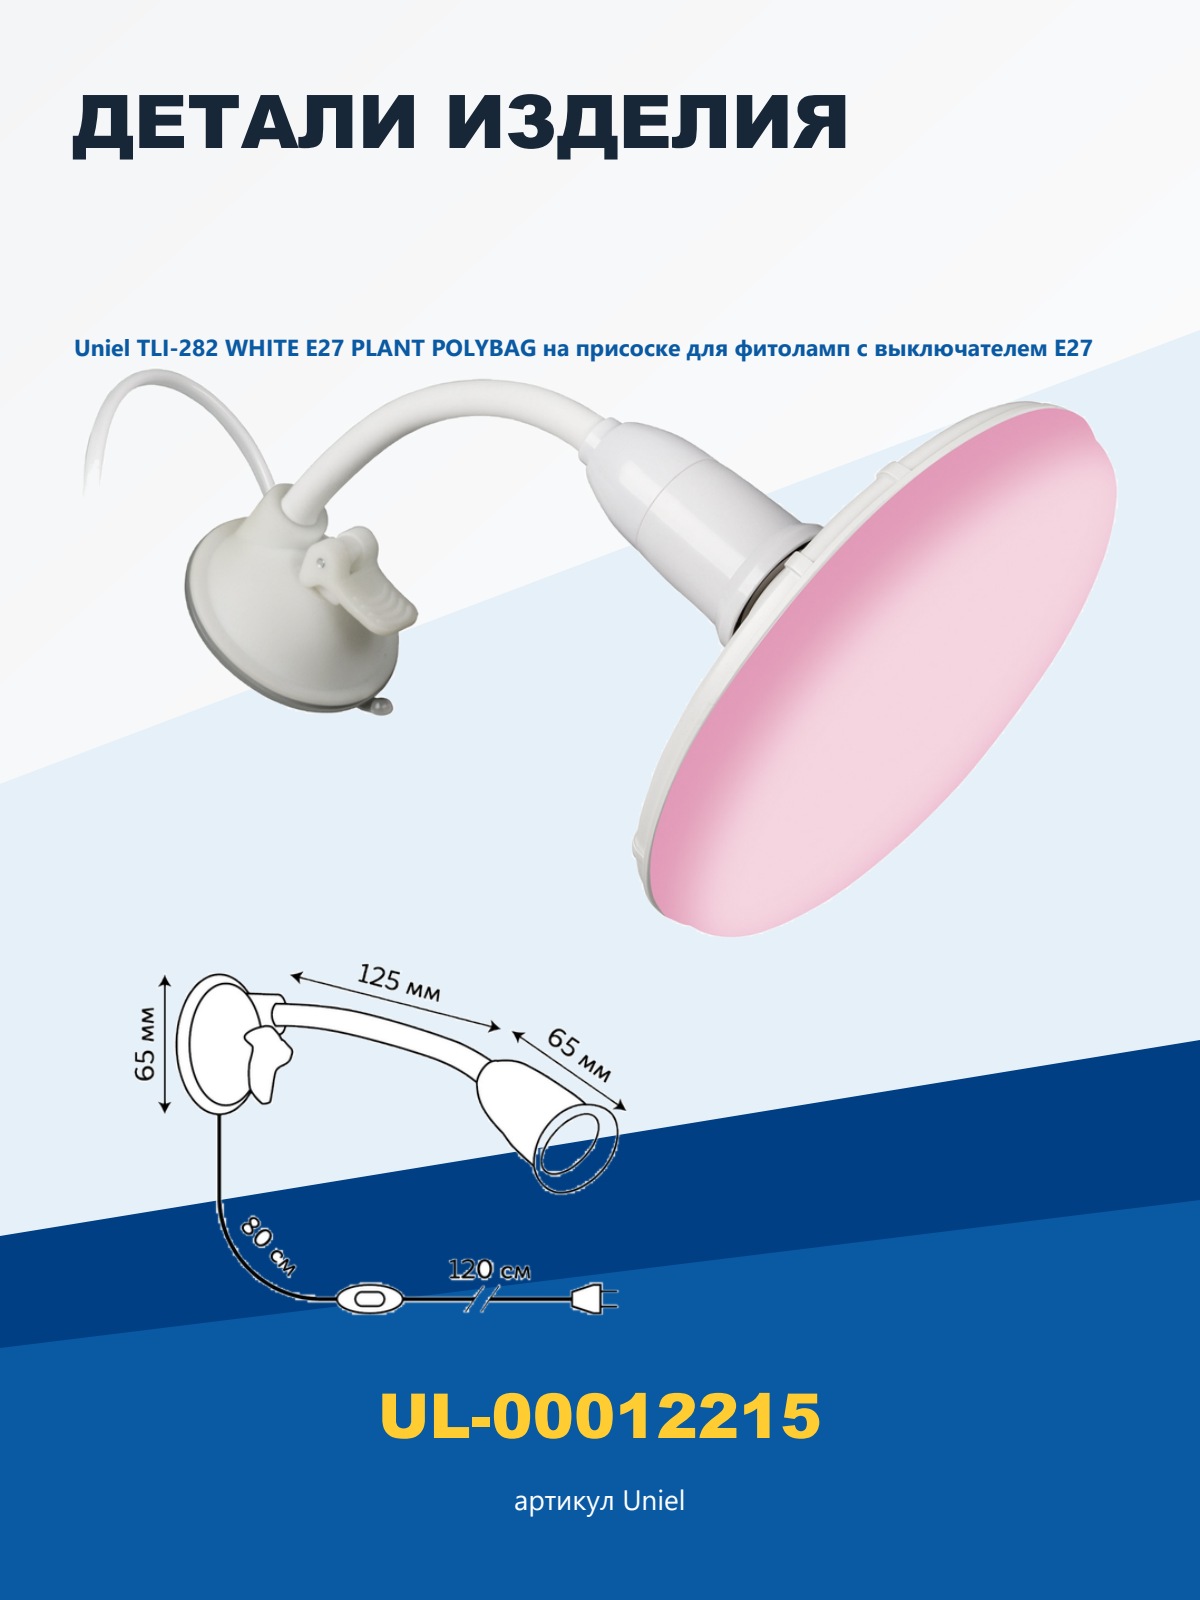 ДЕТАЛИ ИЗДЕЛИЯ
Uniel TLI-282 WHITE E27 PLANT POLYBAG на присоске для фитоламп с выключателем E27
125 мм
65 мм
65 мм
80 см
120 см
UL-00012215
артикул Uniel